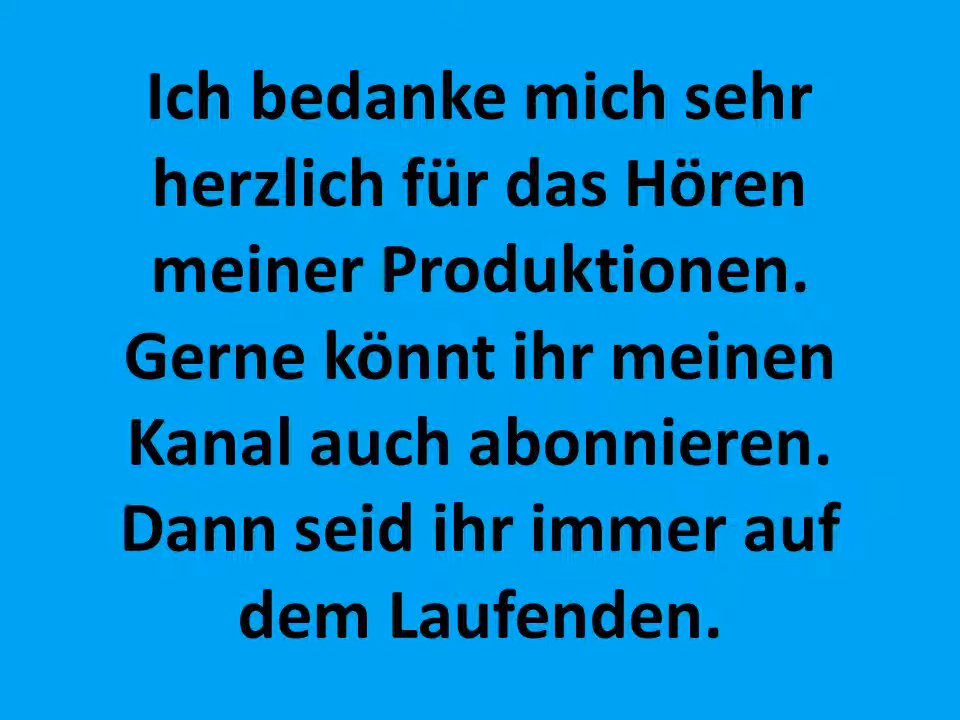 Ich bedanke mich sehr
herzlich für das Hören
meiner Produktionen.
Gerne könnt ihr meinen
Kanal auch abonnieren.
Dann seid ihr immer auf
dem Laufenden.